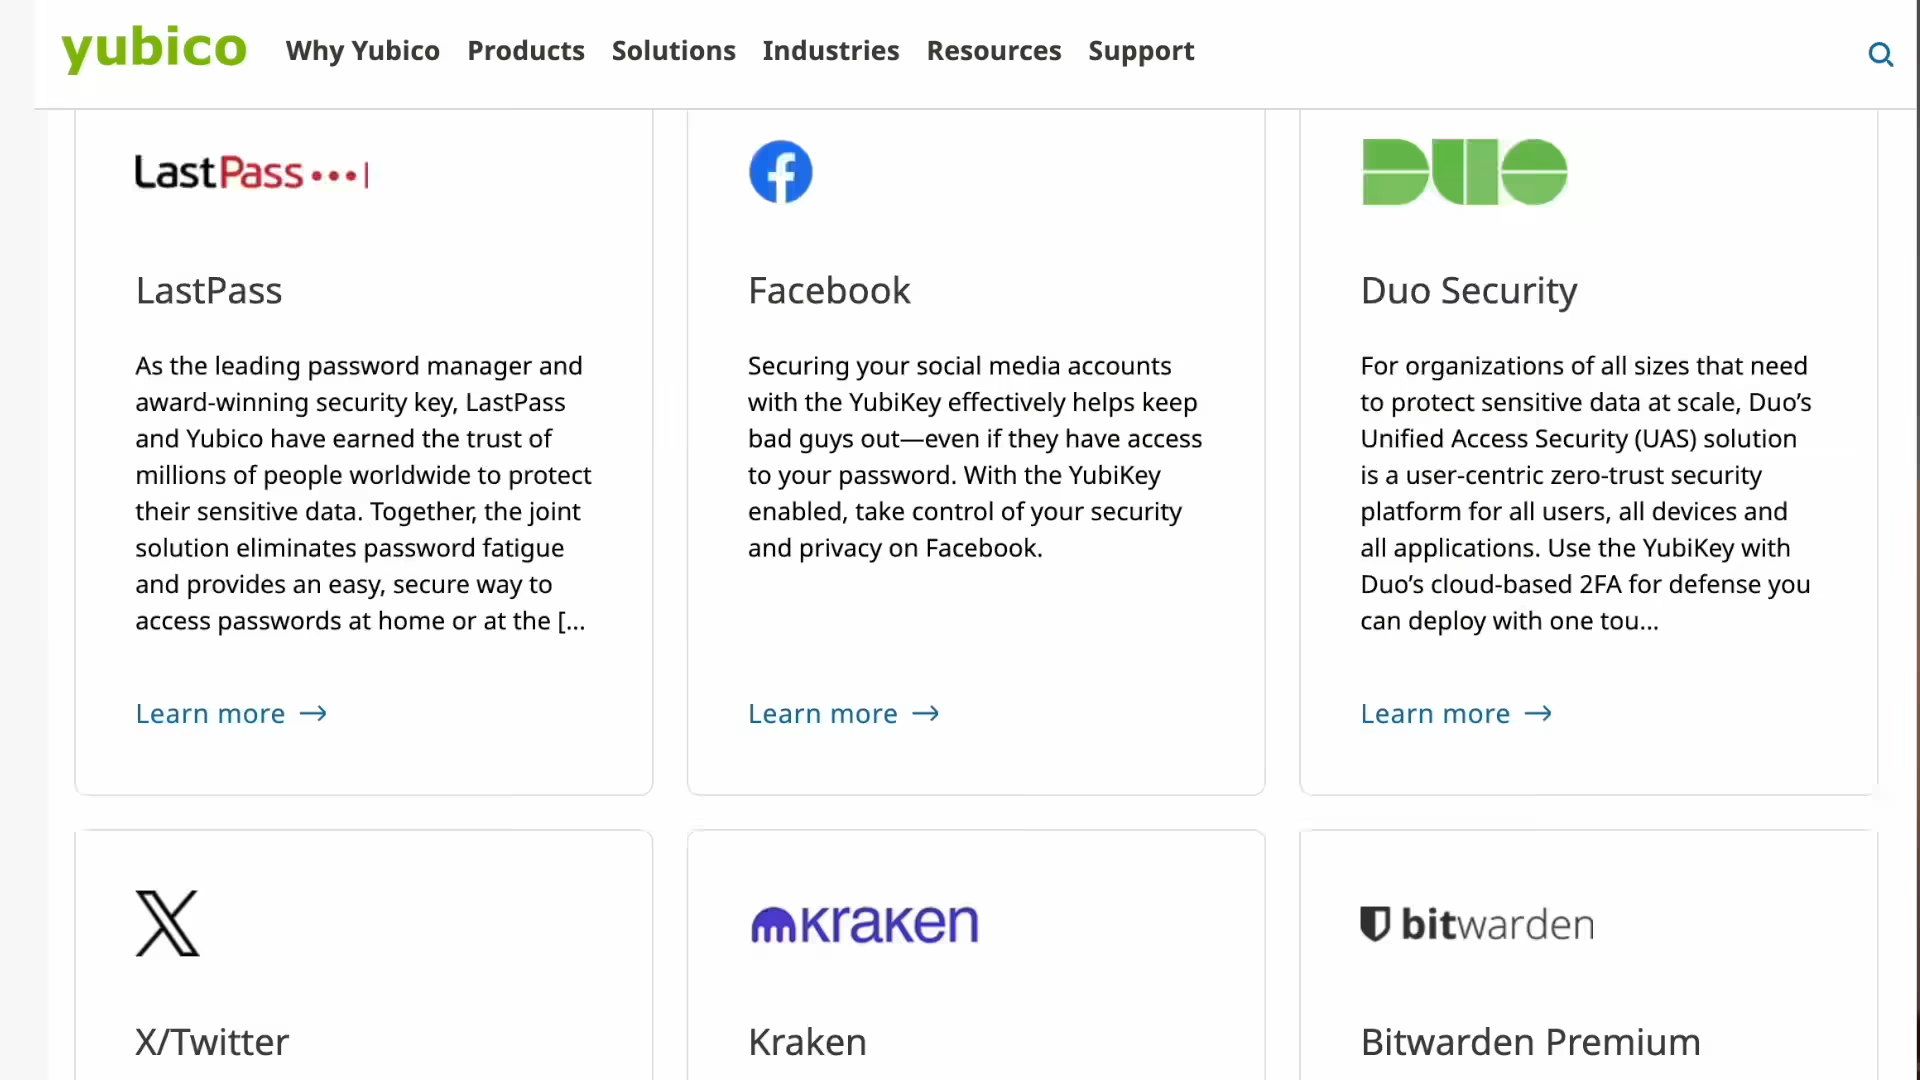 yubico Why Yubico Products Solutions Industries Resources Support
LastPass
LastPass
As the leading password manager and
award-winning security key, LastPass
and Yubico have earned the trust of
millions of people worldwide to protect
their sensitive data. Together, the joint
solution eliminates password fatigue
and provides an easy, secure way to
access passwords at home or at the [...
Learn more →
Facebook
Securing your social media accounts
with the YubiKey effectively helps keep
bad guys out—even if they have access
to your password. With the YubiKey
enabled, take control of your security
and privacy on Facebook.
Learn more →
DUO
Duo Security
For organizations of all sizes that need
to protect sensitive data at scale, Duo’s
Unified Access Security (UAS) solution
is a user-centric zero-trust security
platform for all users, all devices and
all applications. Use the YubiKey with
Duo’s cloud-based 2FA for defense you
can deploy with one tou...
Learn more →
X
X/Twitter
kraken
Kraken
bitwarden
Bitwarden Premium